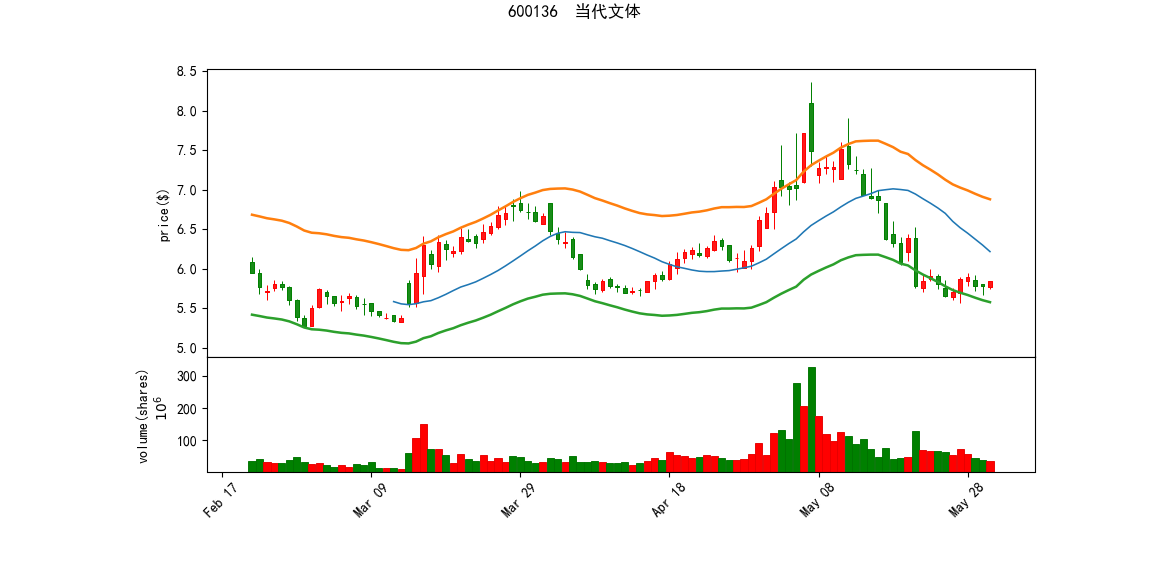 600136 当代文体
8.5
8.0
7.5
7.0
6.5
6.0
5.5
5.0
price($)
300
200
100
volume(shares)
10^6
Feb 17
Mar 09
Mar 29
Apr 18
May 08
May 28